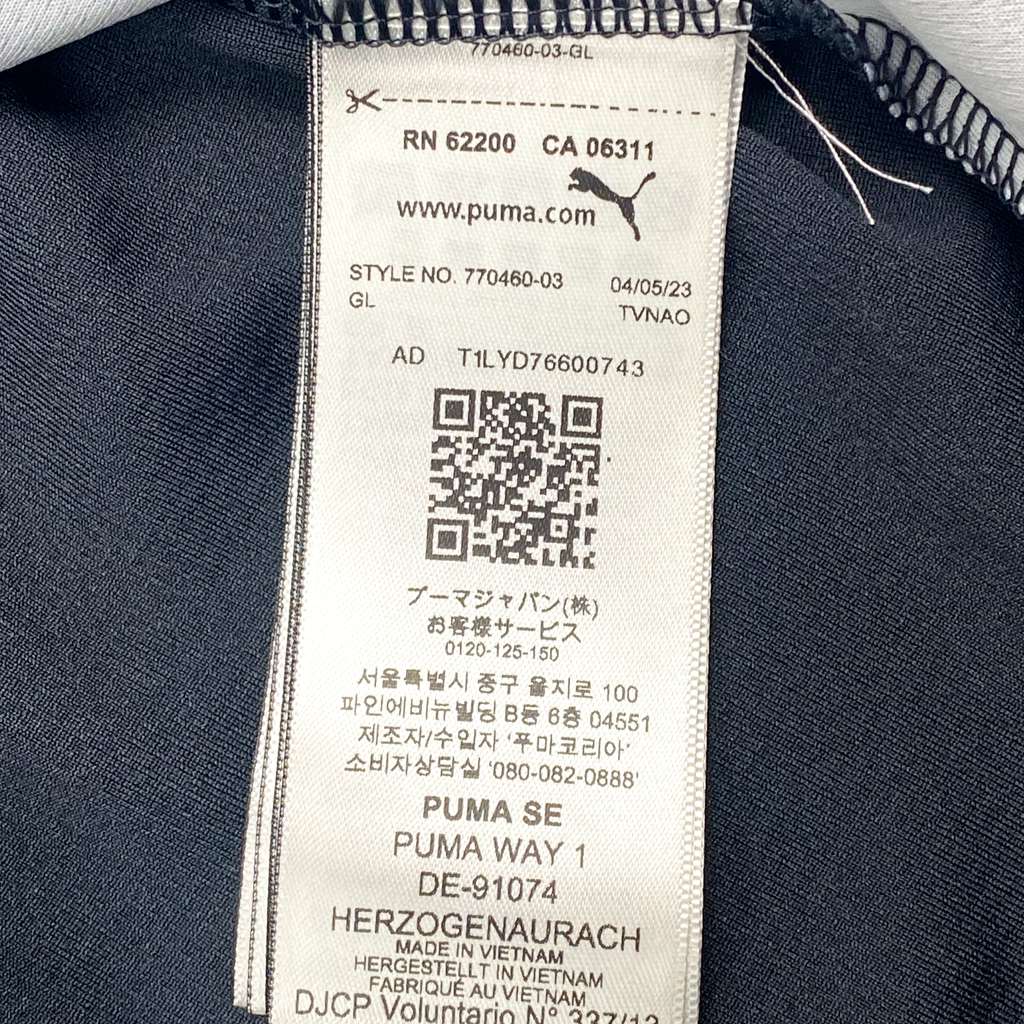 770460-03-GL
RN 62200 CA 06311
www.puma.com
STYLE NO. 770460-03 04/05/23
GL TVNAO
AD T1LYD76600743
プーマジャパン(株)
お客様サービス
0120-125-150
서울특별시 중구 을지로 100
파인에비뉴빌딩 B동 6층 04551
제조자/수입자 '푸마코리아'
소비자상담실 '080-082-0888'
PUMA SE
PUMA WAY 1
DE-91074
HERZOGENAURACH
MADE IN VIETNAM
HERGESTELLT IN VIETNAM
FABRIQUÉ AU VIETNAM
DJCP Voluntario N° 337/12